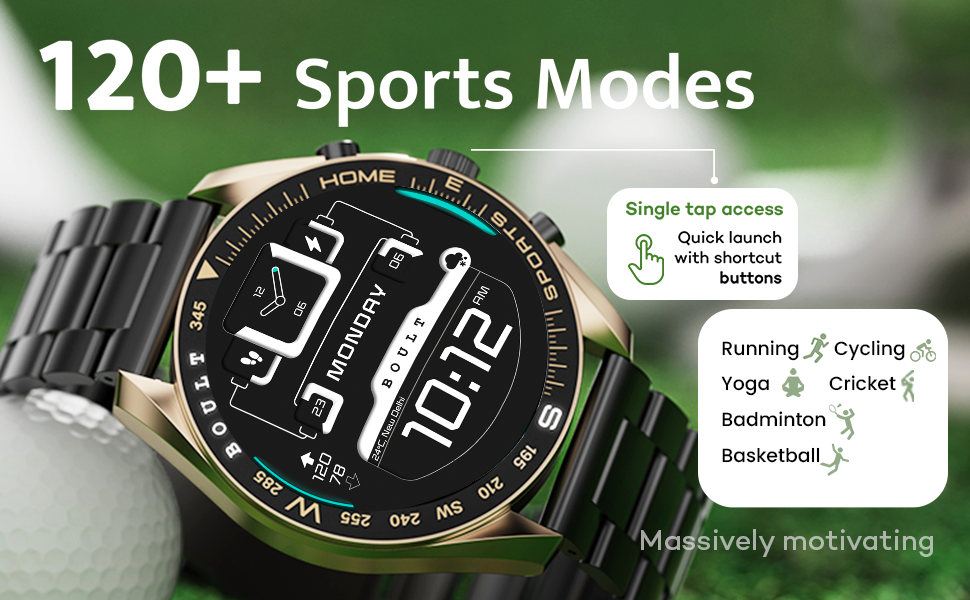 120+ Sports Modes
Single tap access
Quick launch
with shortcut
buttons
Running Cycling
Yoga Cricket
Badminton
Basketball
Massively motivating
HOME
E
SPORTS
S
195
210
SW
240
255
W
285
BOULT
345
12
06
06
MONDAY
23
BOULT
10:12 AM
24°C, New Delhi
120
78